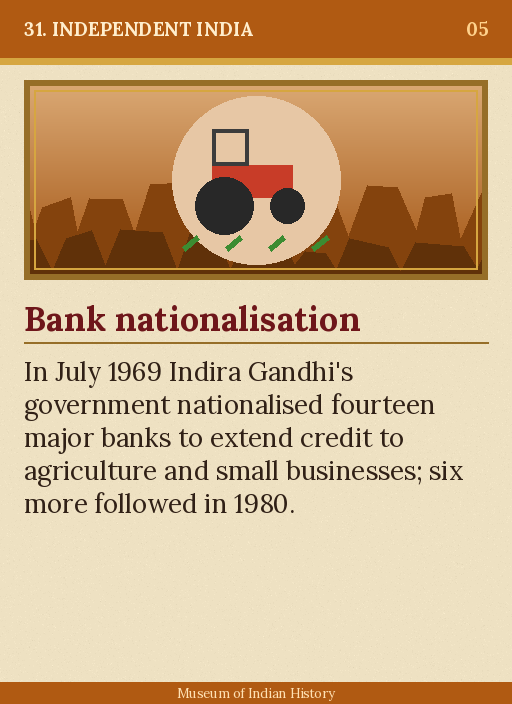 31. INDEPENDENT INDIA
05
Bank nationalisation
In July 1969 Indira Gandhi's
government nationalised fourteen
major banks to extend credit to
agriculture and small businesses; six
more followed in 1980.
Museum of Indian History